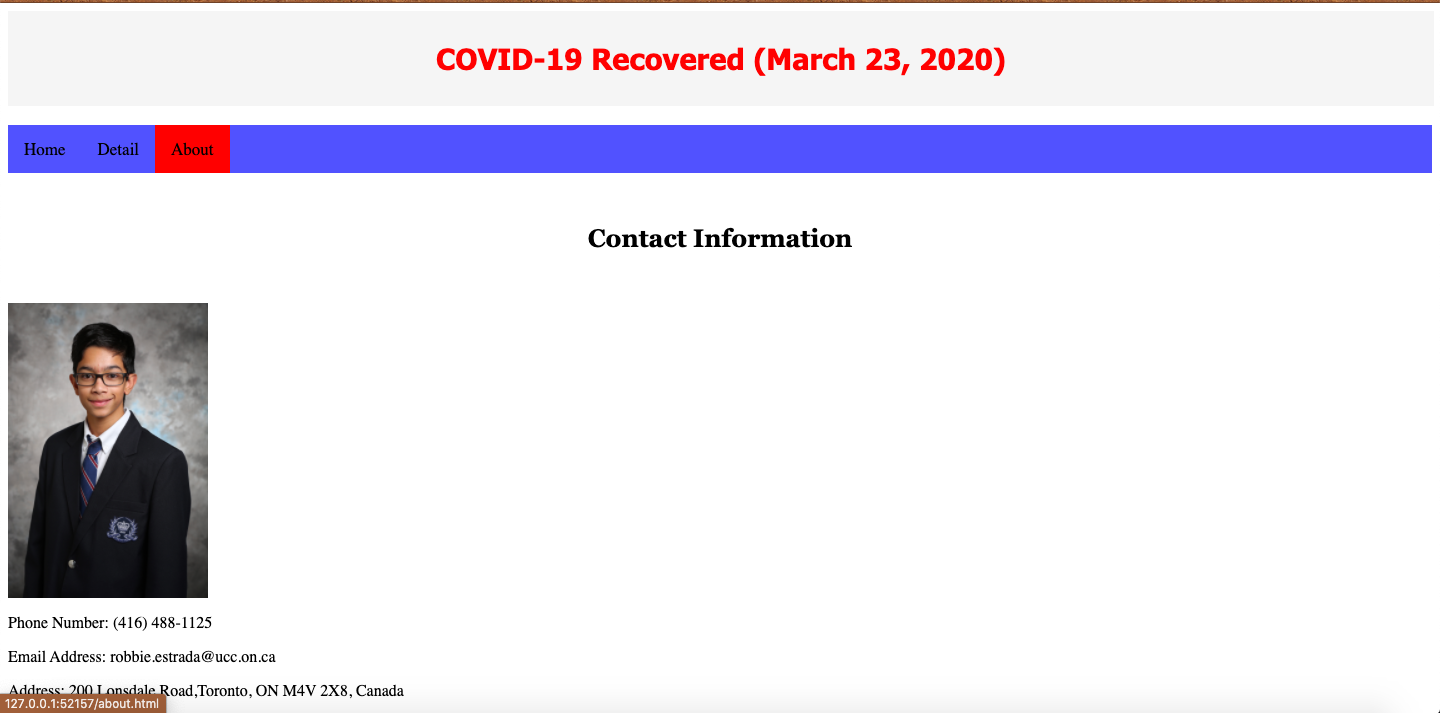 COVID-19 Recovered (March 23, 2020)
Home Detail About
Contact Information
Phone Number: (416) 488-1125
Email Address: robbie.estrada@ucc.on.ca
Address: 200 Lonsdale Road,Toronto, ON M4V 2X8, Canada
127.0.0.1:52157/about.html